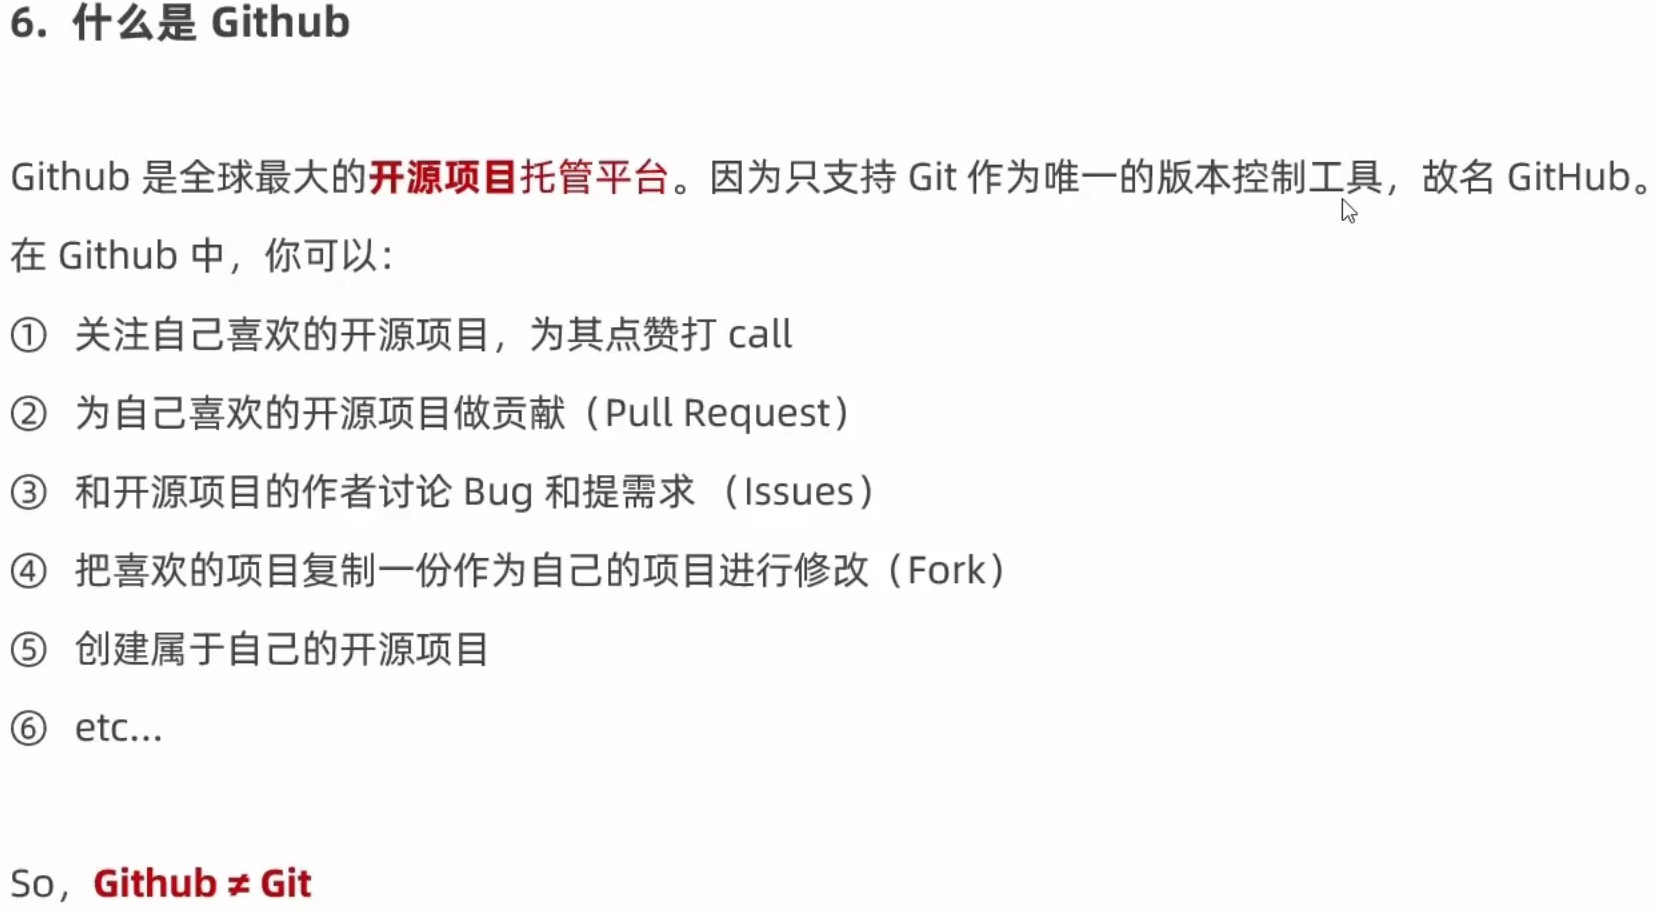 6. 什么是 Github
Github 是全球最大的开源项目托管平台。因为只支持 Git 作为唯一的版本控制工具，故名 GitHub。
在 Github 中，你可以：
① 关注自己喜欢的开源项目，为其点赞打 call
② 为自己喜欢的开源项目做贡献（Pull Request）
③ 和开源项目的作者讨论 Bug 和提需求 （Issues）
④ 把喜欢的项目复制一份作为自己的项目进行修改（Fork）
⑤ 创建属于自己的开源项目
⑥ etc...
So，Github ≠ Git